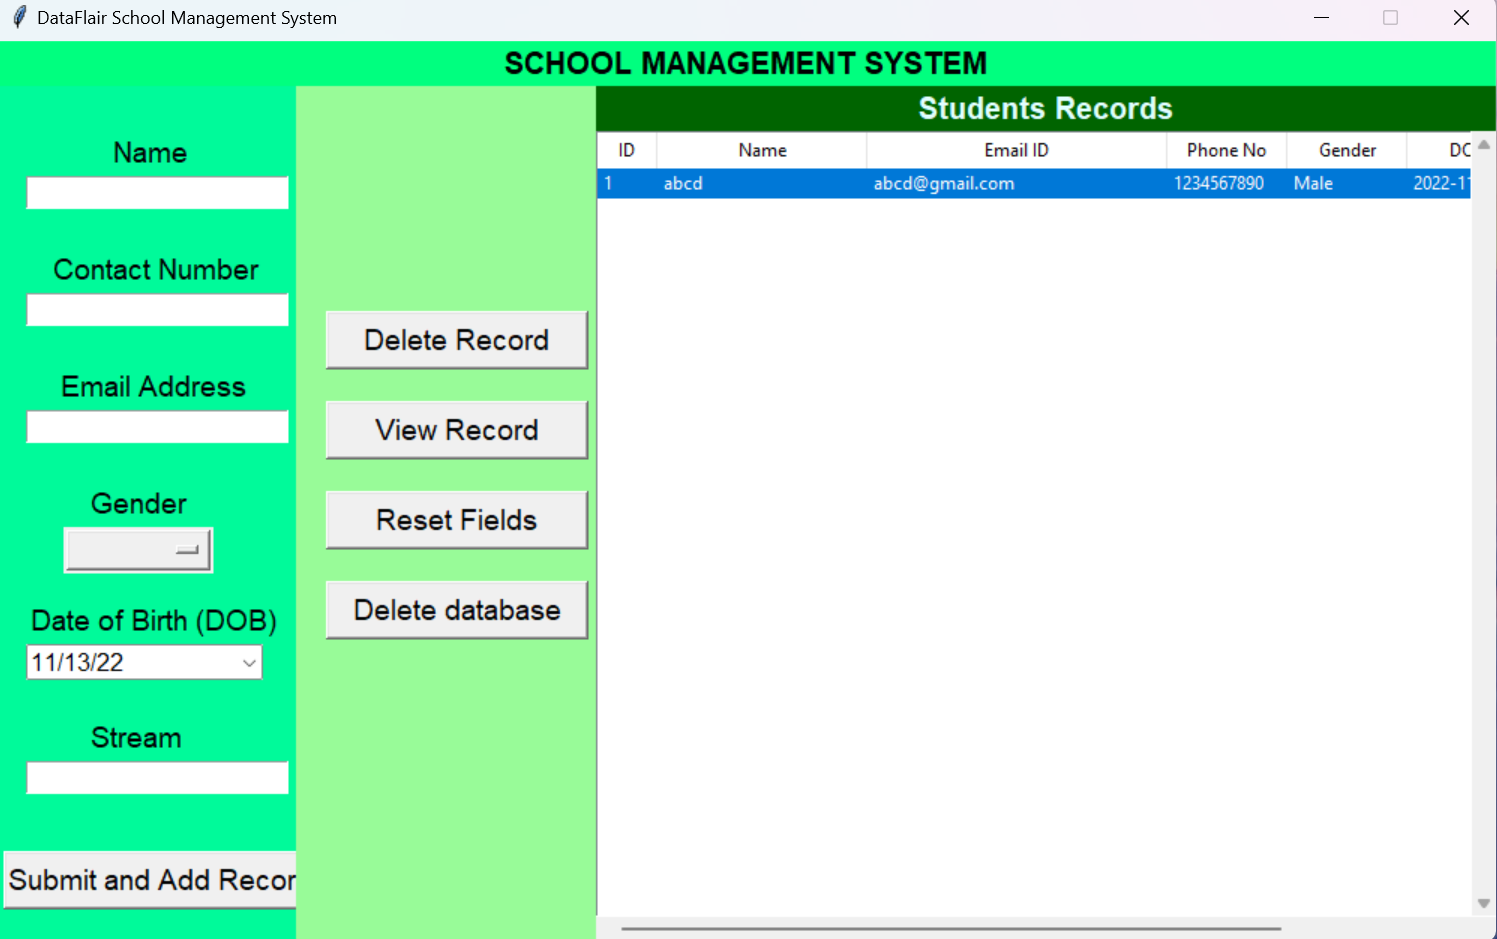 DataFlair School Management System
SCHOOL MANAGEMENT SYSTEM
Name
Contact Number
Email Address
Gender
Date of Birth (DOB)
11/13/22
Stream
Submit and Add Recor
Delete Record
View Record
Reset Fields
Delete database
Students Records
ID Name Email ID Phone No Gender DO
1 abcd abcd@gmail.com 1234567890 Male 2022-11